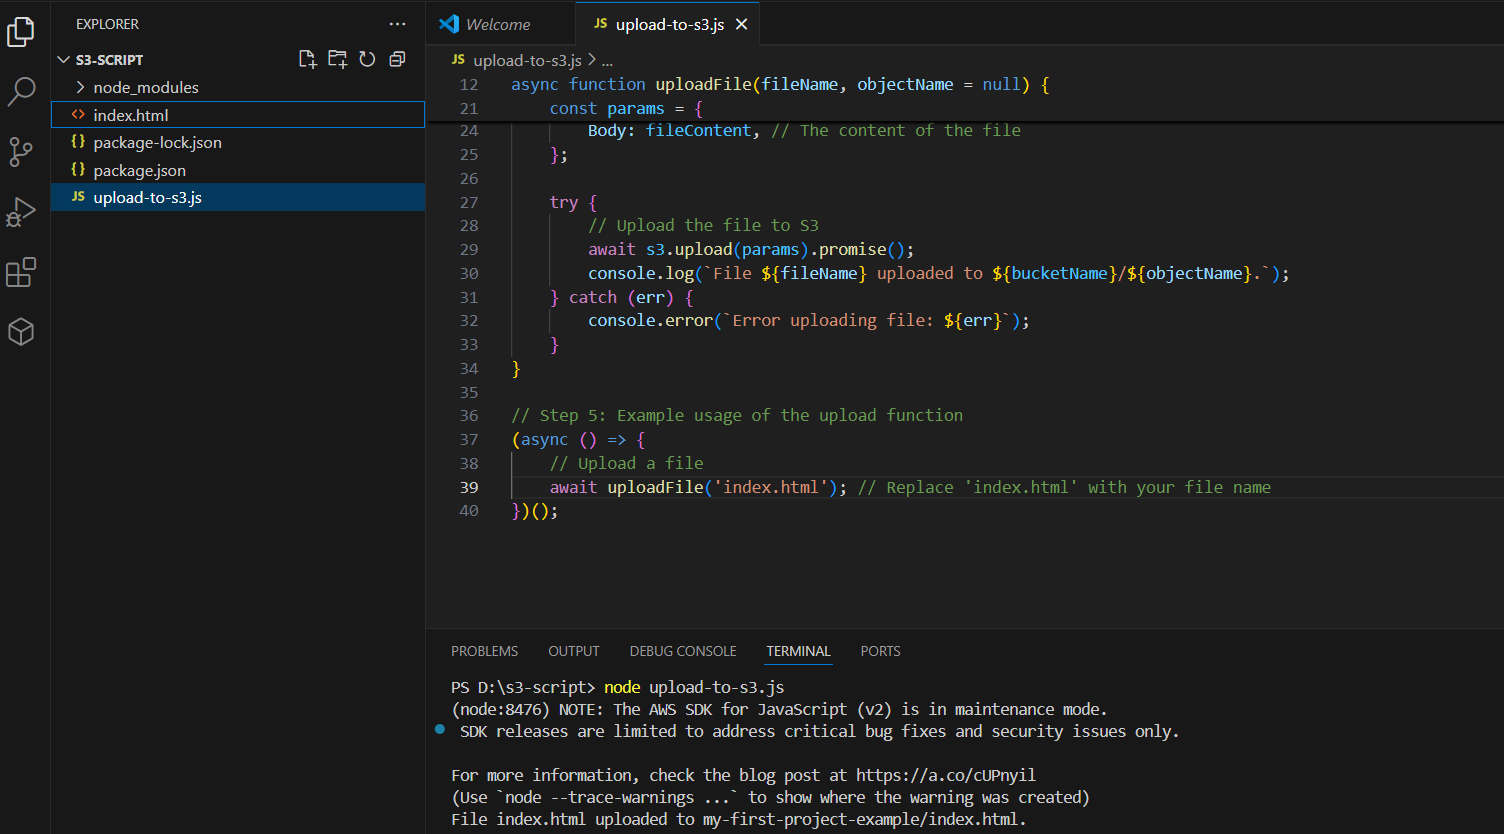 EXPLORER
S3-SCRIPT
node_modules
<> index.html
{} package-lock.json
{} package.json
JS upload-to-s3.js
Welcome
JS upload-to-s3.js
JS upload-to-s3.js > ...
12 async function uploadFile(fileName, objectName = null) {
21     const params = {
24         Body: fileContent, // The content of the file
25     };
26
27     try {
28         // Upload the file to S3
29         await s3.upload(params).promise();
30         console.log(`File ${fileName} uploaded to ${bucketName}/${objectName}.`);
31     } catch (err) {
32         console.error(`Error uploading file: ${err}`);
33     }
34 }
35
36 // Step 5: Example usage of the upload function
37 (async () => {
38     // Upload a file
39     await uploadFile('index.html'); // Replace 'index.html' with your file name
40 })();
PROBLEMS OUTPUT DEBUG CONSOLE TERMINAL PORTS
PS D:\s3-script> node upload-to-s3.js
(node:8476) NOTE: The AWS SDK for JavaScript (v2) is in maintenance mode.
SDK releases are limited to address critical bug fixes and security issues only.
For more information, check the blog post at https://a.co/cUPnyil
(Use `node --trace-warnings ...` to show where the warning was created)
File index.html uploaded to my-first-project-example/index.html.